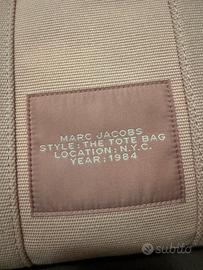 MARC JACOBS
STYLE: THE TOTE BAG
LOCATION: N.Y.C.
YEAR: 1984
subito